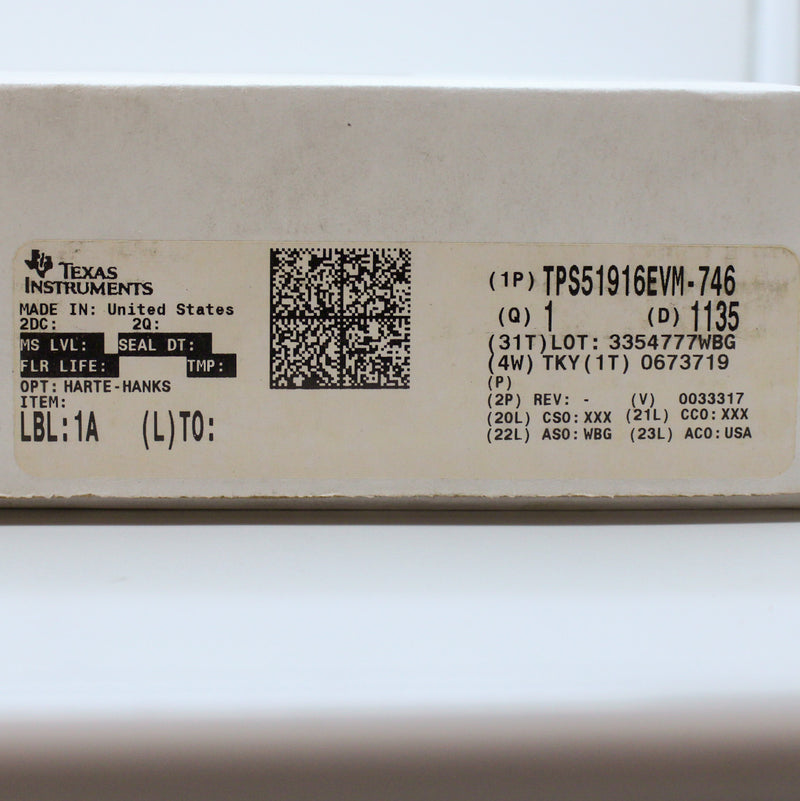 TEXAS
INSTRUMENTS
MADE IN: United States
2DC: 2Q:
MS LVL: SEAL DT:
FLR LIFE: TMP:
OPT: HARTE-HANKS
ITEM:
LBL: 1A (L)TO:
(1P) TPS51916EVM-746
(Q) 1 (D) 1135
(31T)LOT: 3354777WBG
(4W) TKY(1T) 0673719
(P)
(2P) REV: - (V) 0033317
(20L) CSO: XXX (21L) CCO: XXX
(22L) ASO: WBG (23L) ACO: USA